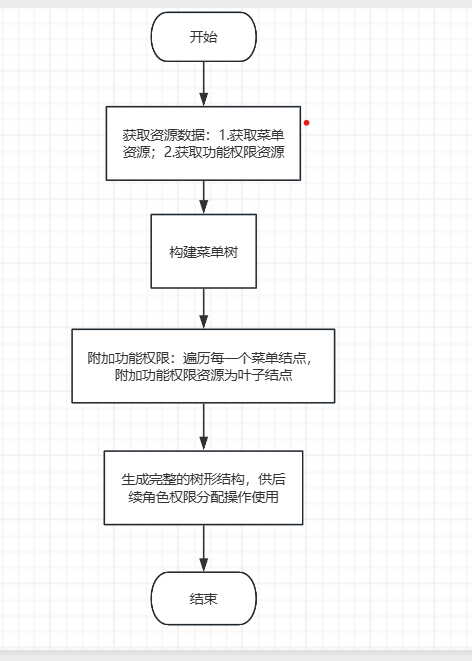 开始
获取资源数据：1.获取菜单
资源；2.获取功能权限资源
构建菜单树
附加功能权限：遍历每一个菜单结点，
附加功能权限资源为叶子结点
生成完整的树形结构，供后
续角色权限分配操作使用
结束